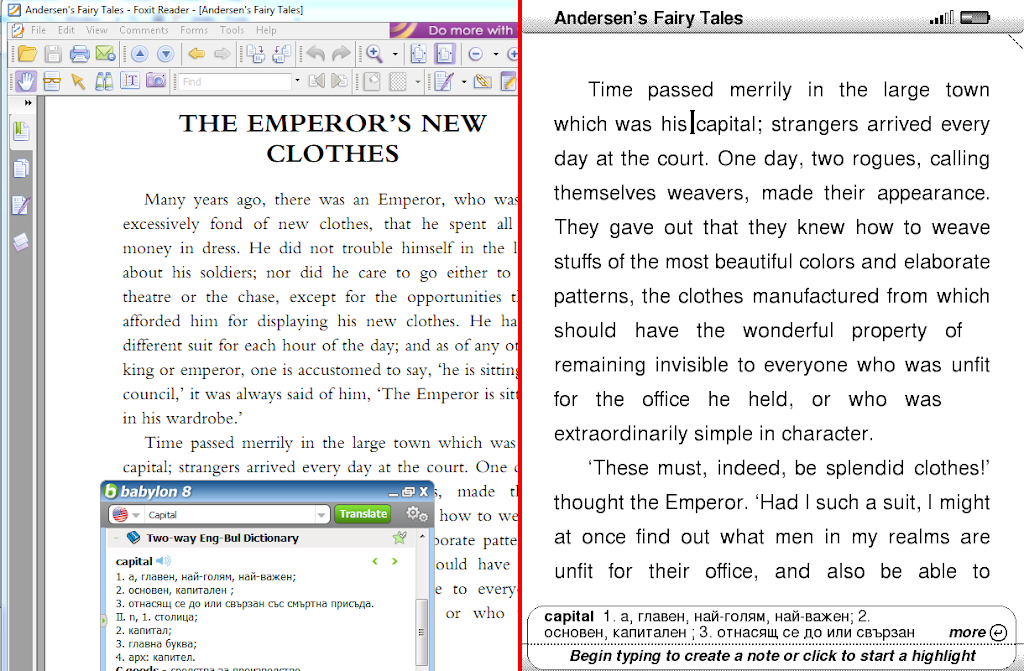 Andersen's Fairy Tales - Foxit Reader - [Andersen's Fairy Tales]
File Edit View Comments Forms Tools Help
Do more with
Find
THE EMPEROR'S NEW
CLOTHES
Many years ago, there was an Emperor, who was
excessively fond of new clothes, that he spent all
money in dress. He did not trouble himself in the l
about his soldiers; nor did he care to go either to
theatre or the chase, except for the opportunities th
afforded him for displaying his new clothes. He ha
different suit for each hour of the day; and as of any ot
king or emperor, one is accustomed to say, 'he is sitting
council,' it was always said of him, 'The Emperor is sitt
in his wardrobe.'
Time passed merrily in the large town which was
capital; strangers arrived every day at the court. One
s, made th
how to we
borate patte
ould have
e to every
or who
babylon 8
Capital
Translate
Two-way Eng-Bul Dictionary
capital
1. a, главен, най-голям, най-важен;
2. основен, капитален ;
3. отнасящ се до или свързан със смъртна присъда.
II. n, 1. столица;
2. капитал;
3. главна буква;
4. арх: капител.
C goods - средства за производство
Andersen's Fairy Tales
Time passed merrily in the large town
which was his capital; strangers arrived every
day at the court. One day, two rogues, calling
themselves weavers, made their appearance.
They gave out that they knew how to weave
stuffs of the most beautiful colors and elaborate
patterns, the clothes manufactured from which
should have the wonderful property of
remaining invisible to everyone who was unfit
for the office he held, or who was
extraordinarily simple in character.
'These must, indeed, be splendid clothes!'
thought the Emperor. 'Had I such a suit, I might
at once find out what men in my realms are
unfit for their office, and also be able to
capital 1. a, главен, най-голям, най-важен; 2.
основен, капитален ; 3. отнасящ се до или свързан more
Begin typing to create a note or click to start a highlight